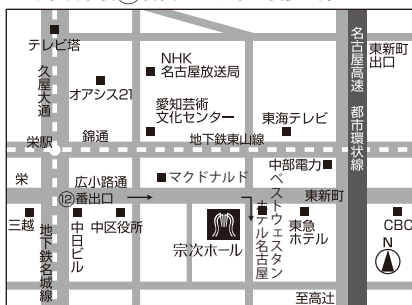 テレビ塔
久屋大通
オアシス21
NHK
名古屋放送局
愛知芸術
文化センター
東海テレビ
名古屋高速 都市環状線
東新町
出口
栄駅
錦通
地下鉄東山線
中部電力
栄
広小路通
マクドナルド
東新町
⑫番出口
三越
地下鉄名城線
中日ビル
中区役所
宗次ホール
ベストウェスタン
ホテル名古屋
東急
ホテル
CBC
N
至高辻